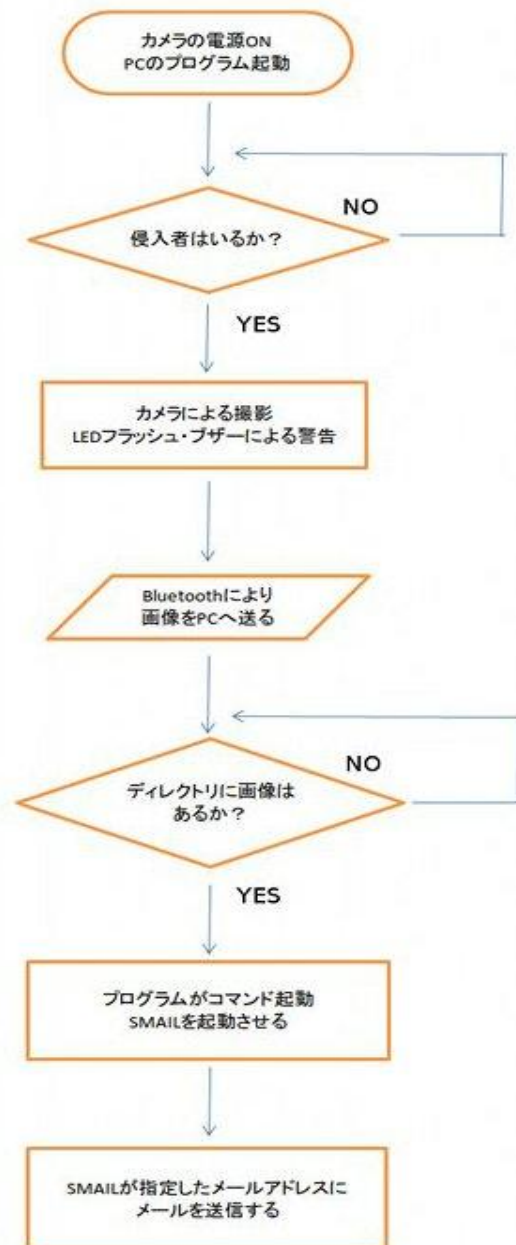 カメラの電源ON
PCのプログラム起動
NO
侵入者はいるか？
YES
カメラによる撮影
LEDフラッシュ・ブザーによる警告
Bluetoothにより
画像をPCへ送る
NO
ディレクトリに画像は
あるか？
YES
プログラムがコマンド起動
SMAILを起動させる
SMAILが指定したメールアドレスに
メールを送信する